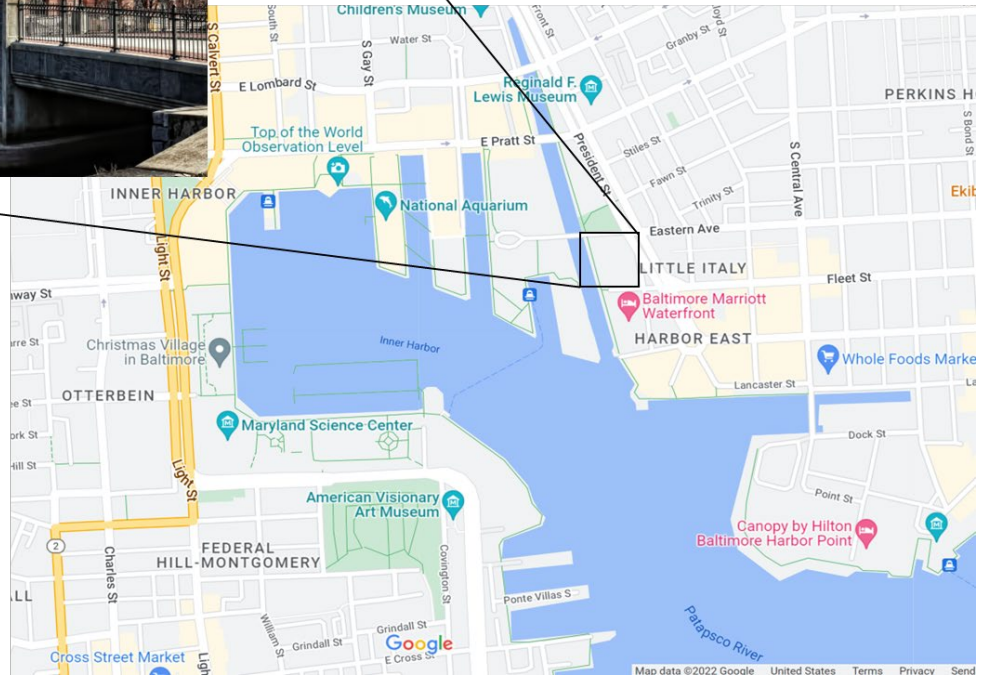 Children's Museum
Front St
S Gay St
Water St
Granby St
S Calvert St
E Lombard St
Reginald F.
Lewis Museum
PERKINS
S Bond St
Top of the World
Observation Level
E Pratt St
President St
Stiles St
S Central Ave
Fawn St
Trinity St
INNER HARBOR
National Aquarium
Ekib
Eastern Ave
Light St
LITTLE ITALY
Fleet St
Baltimore Marriott
Waterfront
HARBOR EAST
Christmas Village
in Baltimore
Inner Harbor
Whole Foods Marke
OTTERBEIN
Lancaster St
Maryland Science Center
Dock St
Light St
Point St
American Visionary
Art Museum
Canopy by Hilton
Baltimore Harbor Point
2
FEDERAL
HILL-MONTGOMERY
Charles St
Covington St
Ponte Villas S
Patapsco River
William St
Grindall St
Grindall St
Google
E Cross St
Cross Street Market
Map data ©2022 Google
United States
Terms
Privacy
Send